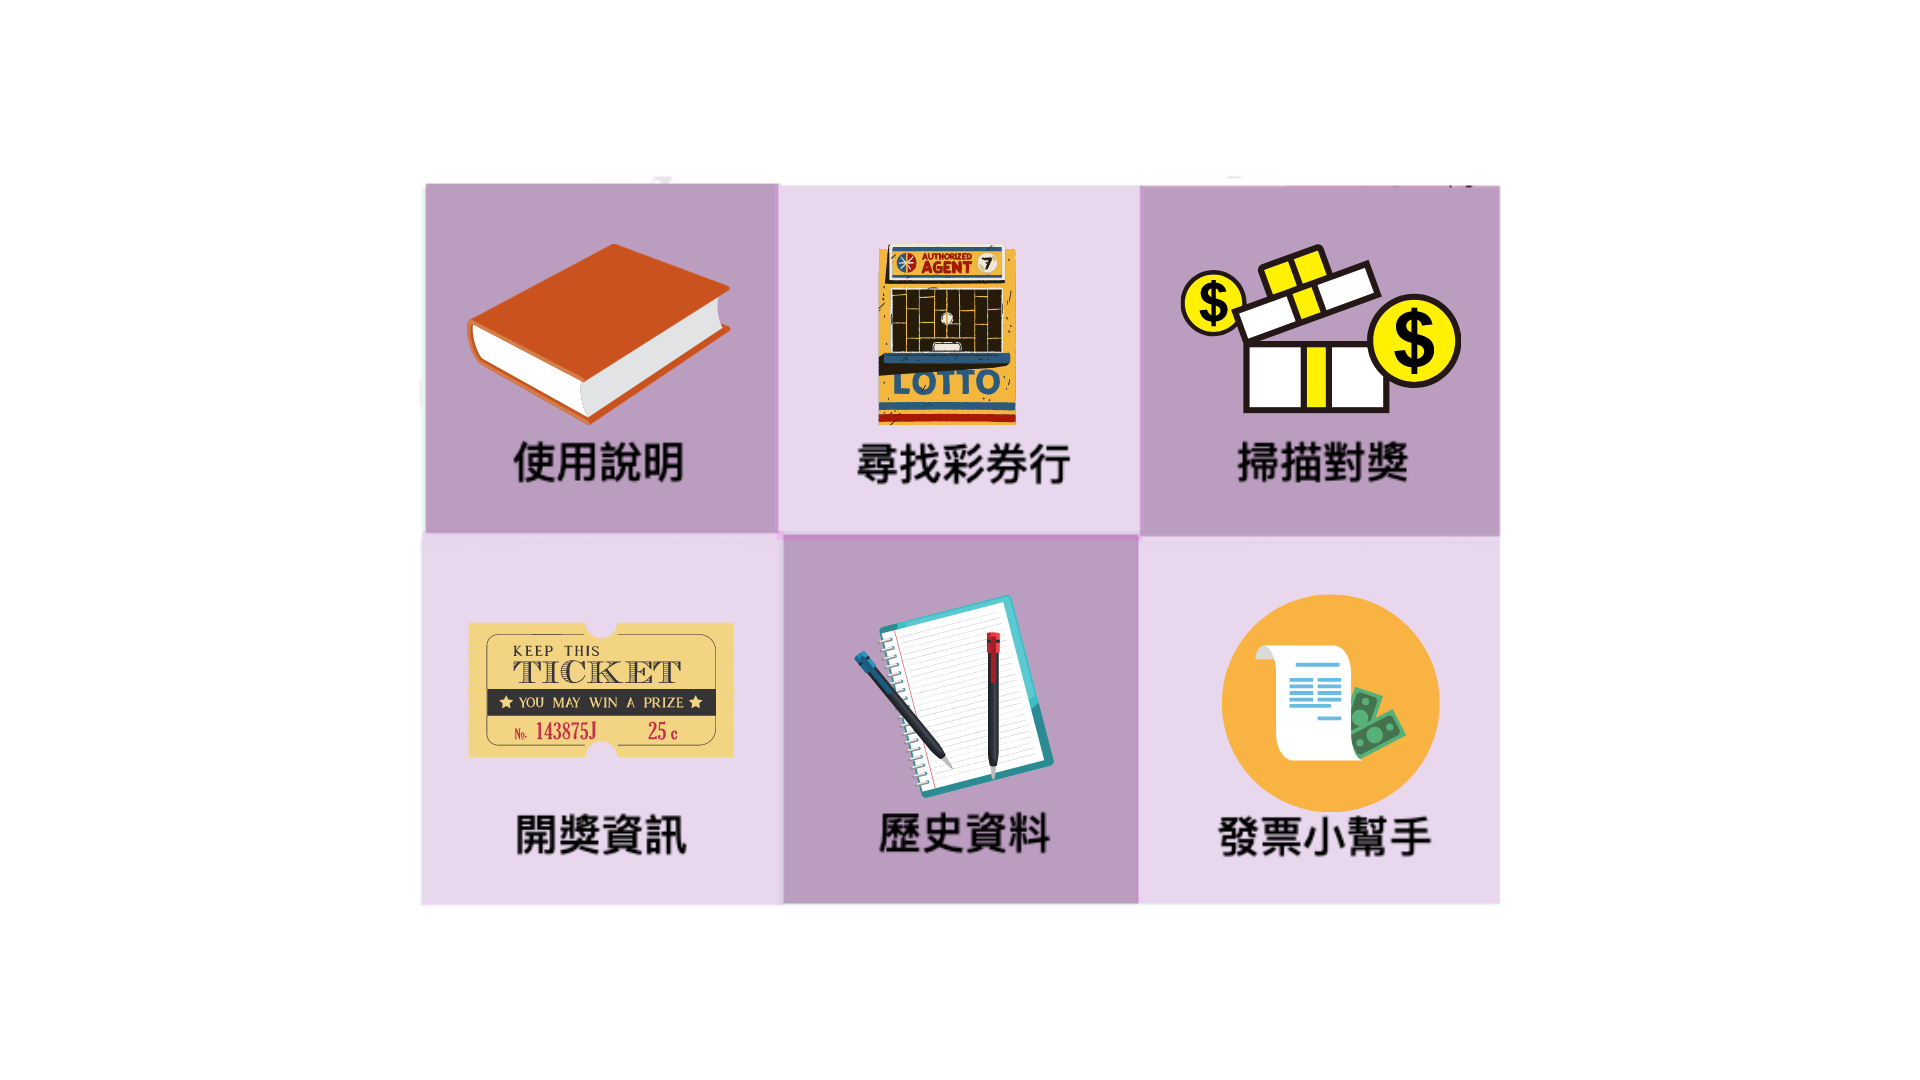 AUTHORIZED
AGENT
7
LOTTO
$
$
使用說明
尋找彩券行
掃描對獎
KEEP THIS
TICKET
YOU MAY WIN A PRIZE
№. 143875J 25 c
開獎資訊
歷史資料
發票小幫手